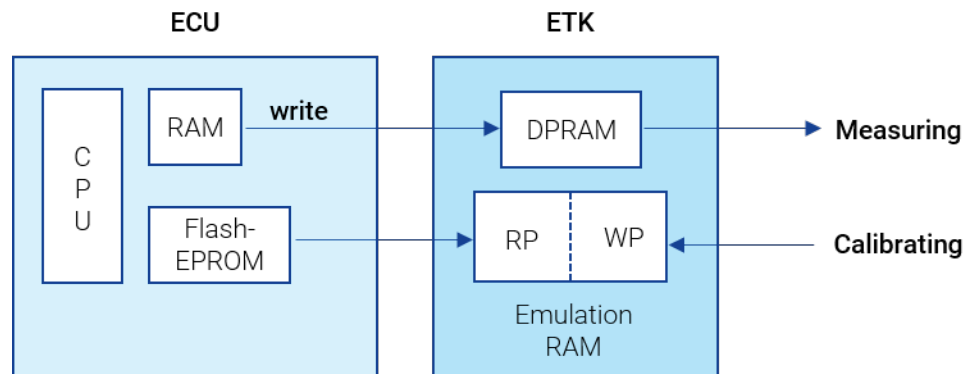 ECU
ETK
C
P
U
RAM
write
DPRAM
Measuring
Flash-
EPROM
RP
WP
Calibrating
Emulation
RAM